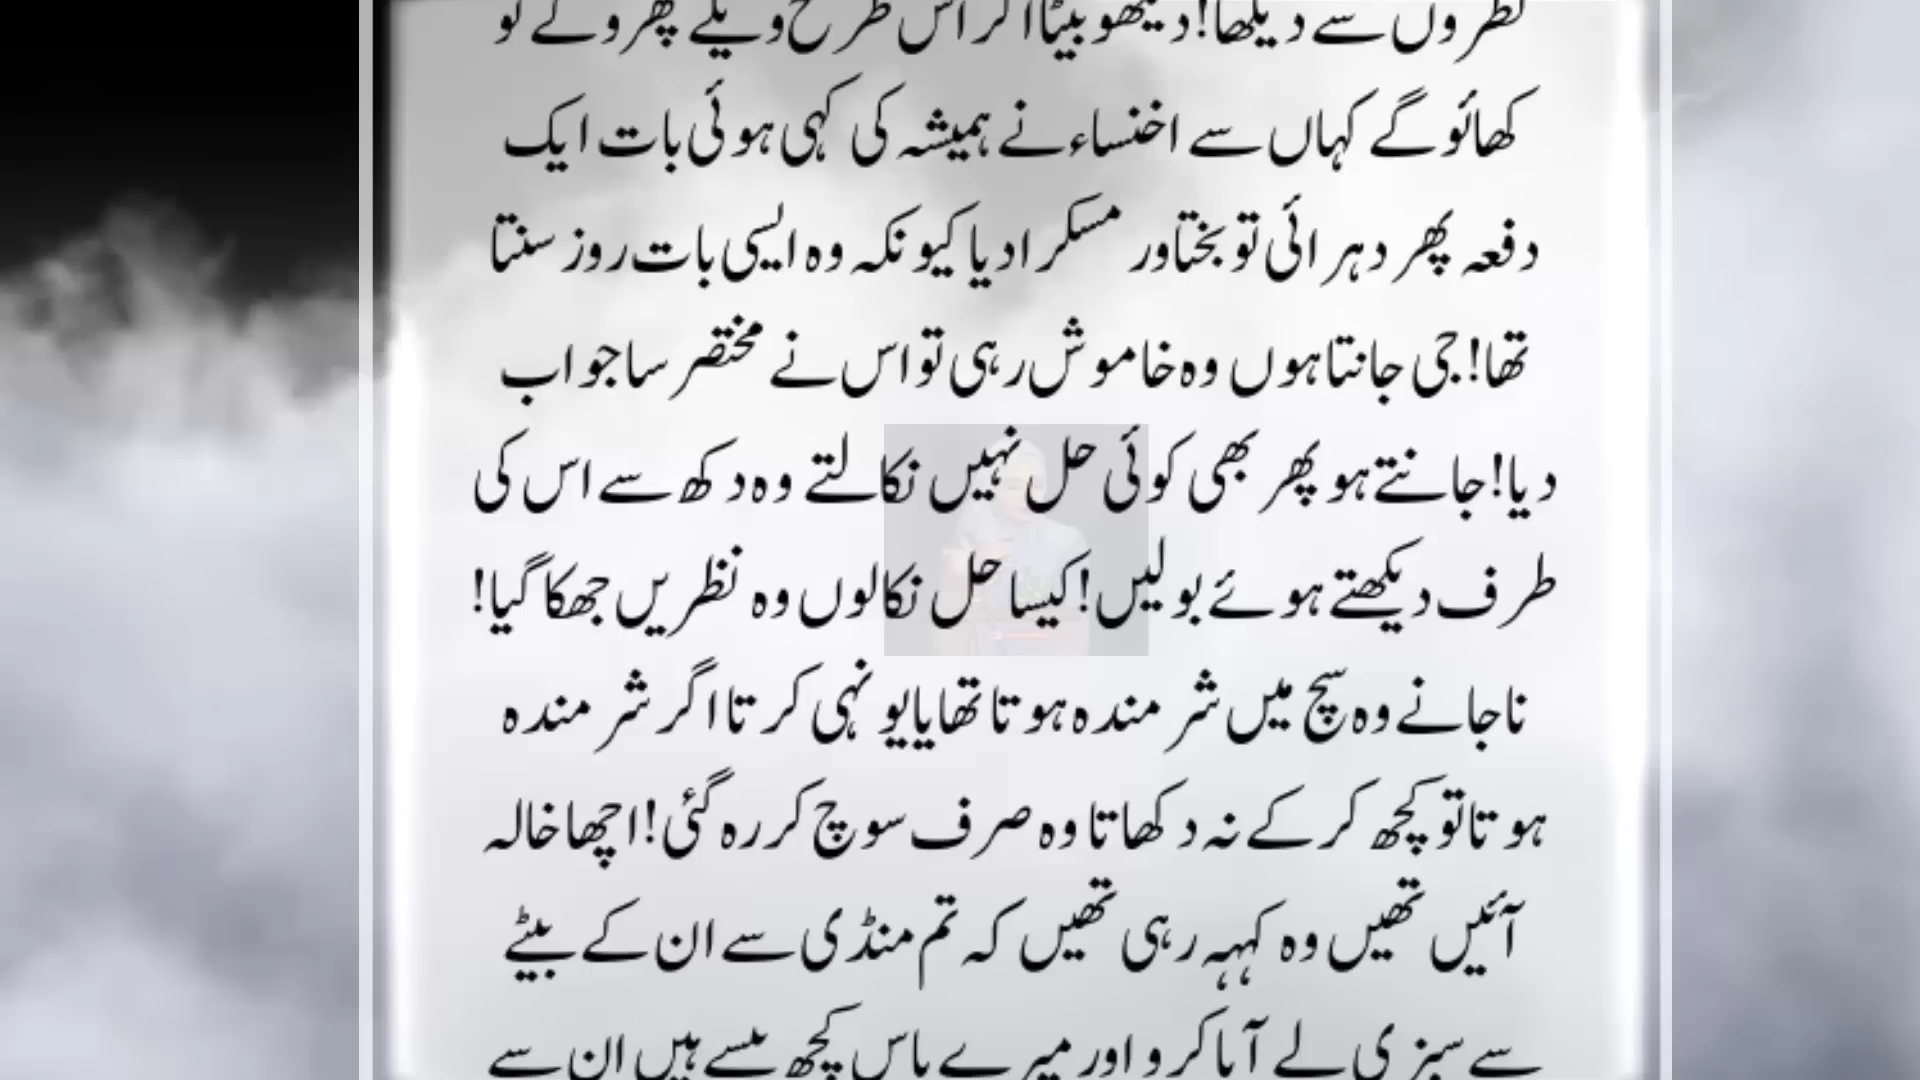 نظروں سے دیکھا!دیکھو بیٹا اگر اس طرح ویلے پھرو گے تو
کھائو گے کہاں سے اخنساء نے ہمیشہ کی کہی ہوئی بات ایک
دفعہ پھر دہرائی تو بختاور مسکرا دیا کیونکہ وہ ایسی بات روز سنتا
تھا!جی جانتا ہوں وہ خاموش رہی تو اس نے مختصر سا جواب
دیا!جانتے ہو پھر بھی کوئی حل نہیں نکالتے وہ دکھ سے اس کی
طرف دیکھتے ہوئے بولیں!کیسا حل نکالوں وہ نظریں جھکا گیا!
نا جانے وہ سچ میں شرمندہ ہوتا تھا یا یونہی کرتا اگر شرمندہ
ہوتا تو کچھ کر کے نہ دکھاتا وہ صرف سوچ کر رہ گئی!اچھا خالہ
آئیں تھیں وہ کہہ رہی تھیں کہ تم منڈی سے ان کے بیٹے
سے سبزی لے آیا کرو اور میرے پاس کچھ پیسے ہیں ان سے